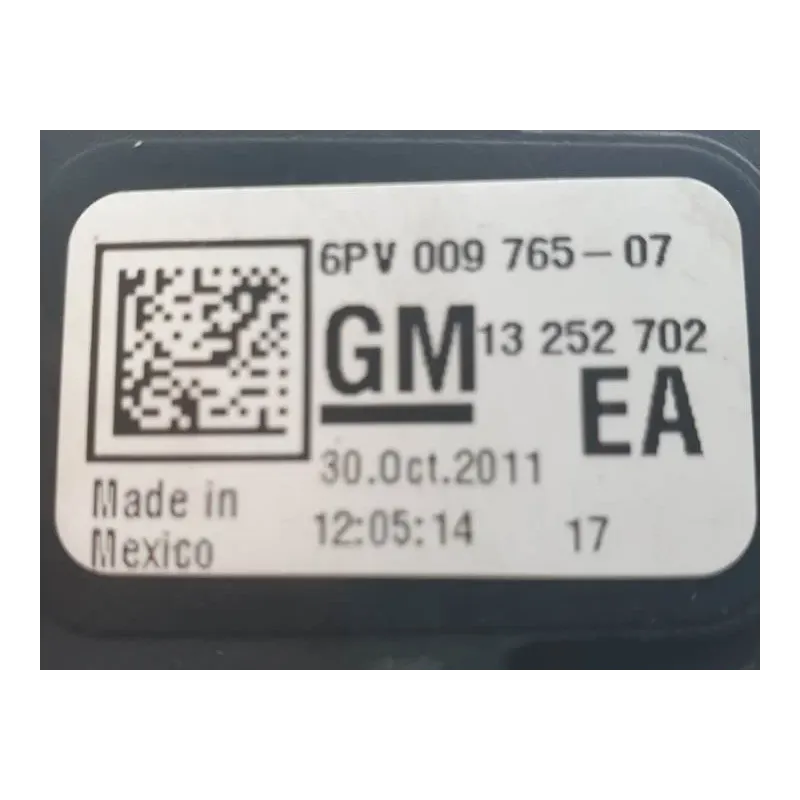 6PV 009 765-07
GM 13 252 702
EA
30.Oct.2011
12:05:14 17
Made in
Mexico